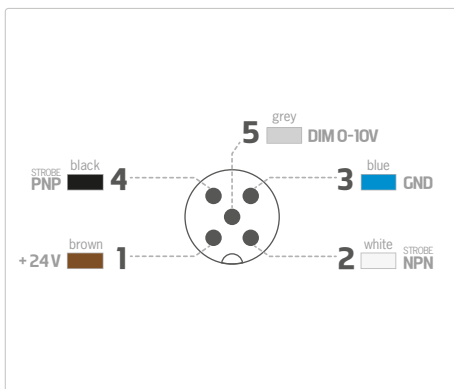 grey
5 DIM 0-10V
black
STROBE
PNP 4
blue
3 GND
brown
+24V 1
white
2 STROBE
NPN